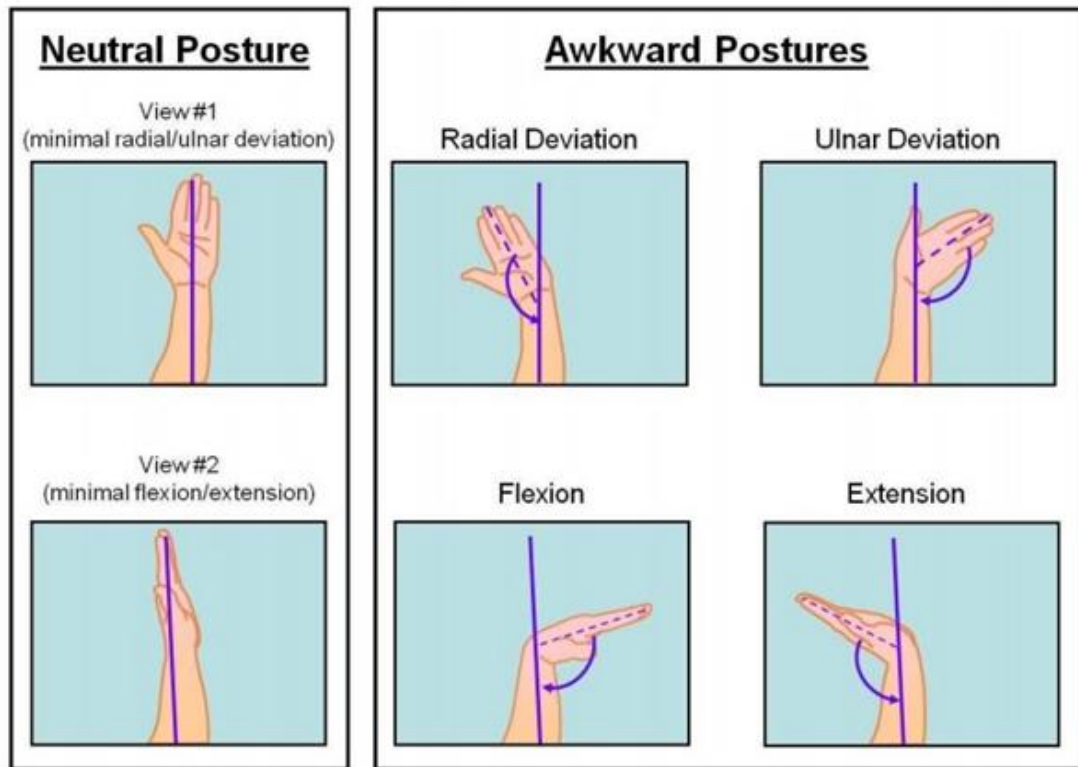 Neutral Posture
View #1
(minimal radial/ulnar deviation)
View #2
(minimal flexion/extension)
Awkward Postures
Radial Deviation
Ulnar Deviation
Flexion
Extension